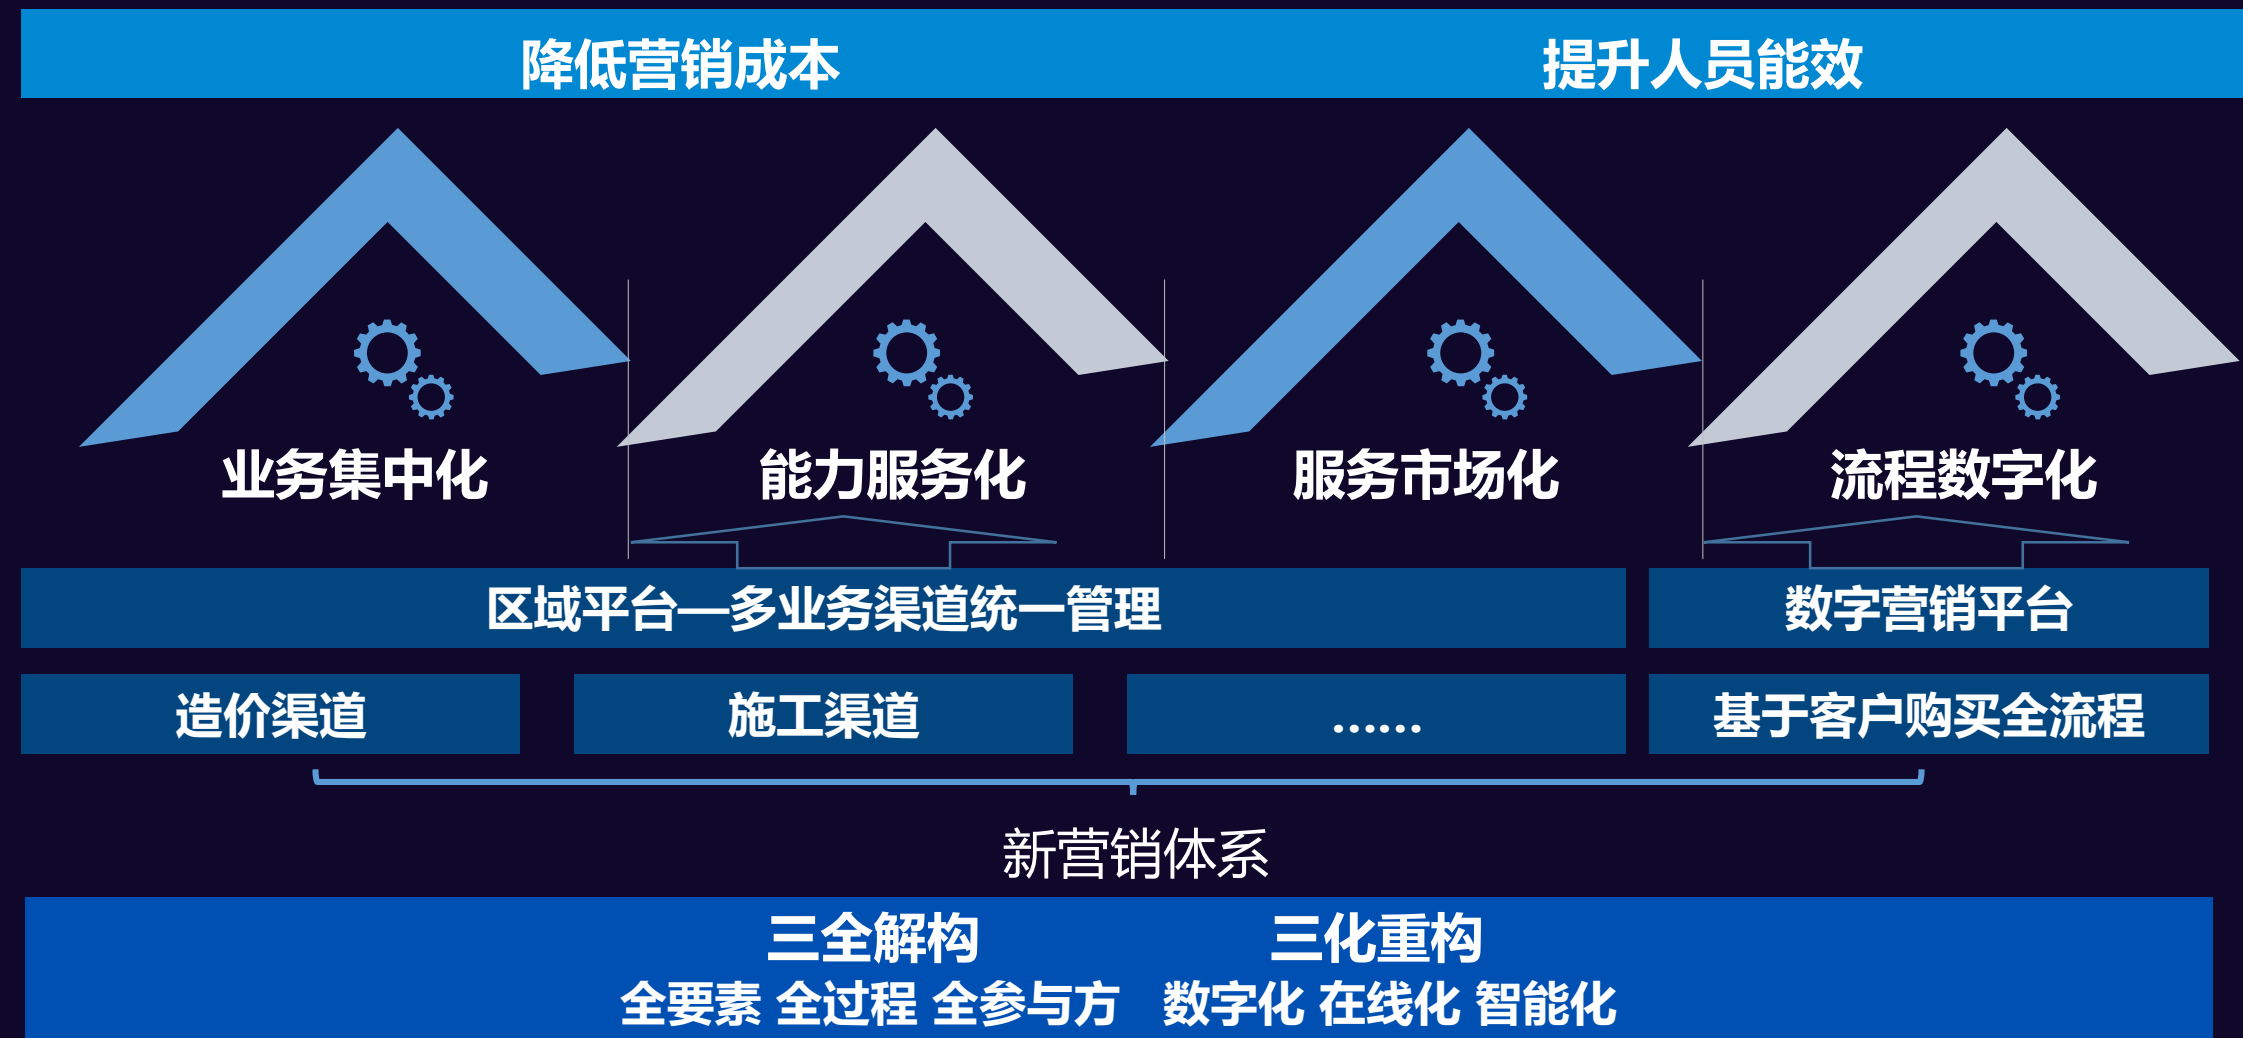 降低营销成本 提升人员能效
业务集中化 能力服务化 服务市场化 流程数字化
区域平台—多业务渠道统一管理 数字营销平台
造价渠道 施工渠道 …… 基于客户购买全流程
新营销体系
三全解构 三化重构
全要素 全过程 全参与方 数字化 在线化 智能化